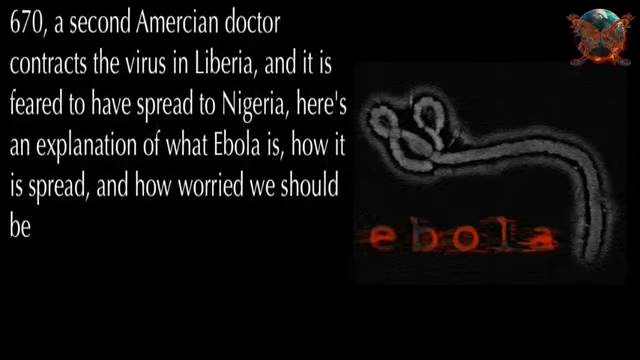 670, a second Amercian doctor
contracts the virus in Liberia, and it is
feared to have spread to Nigeria, here's
an explanation of what Ebola is, how it
is spread, and how worried we should
be
ebola